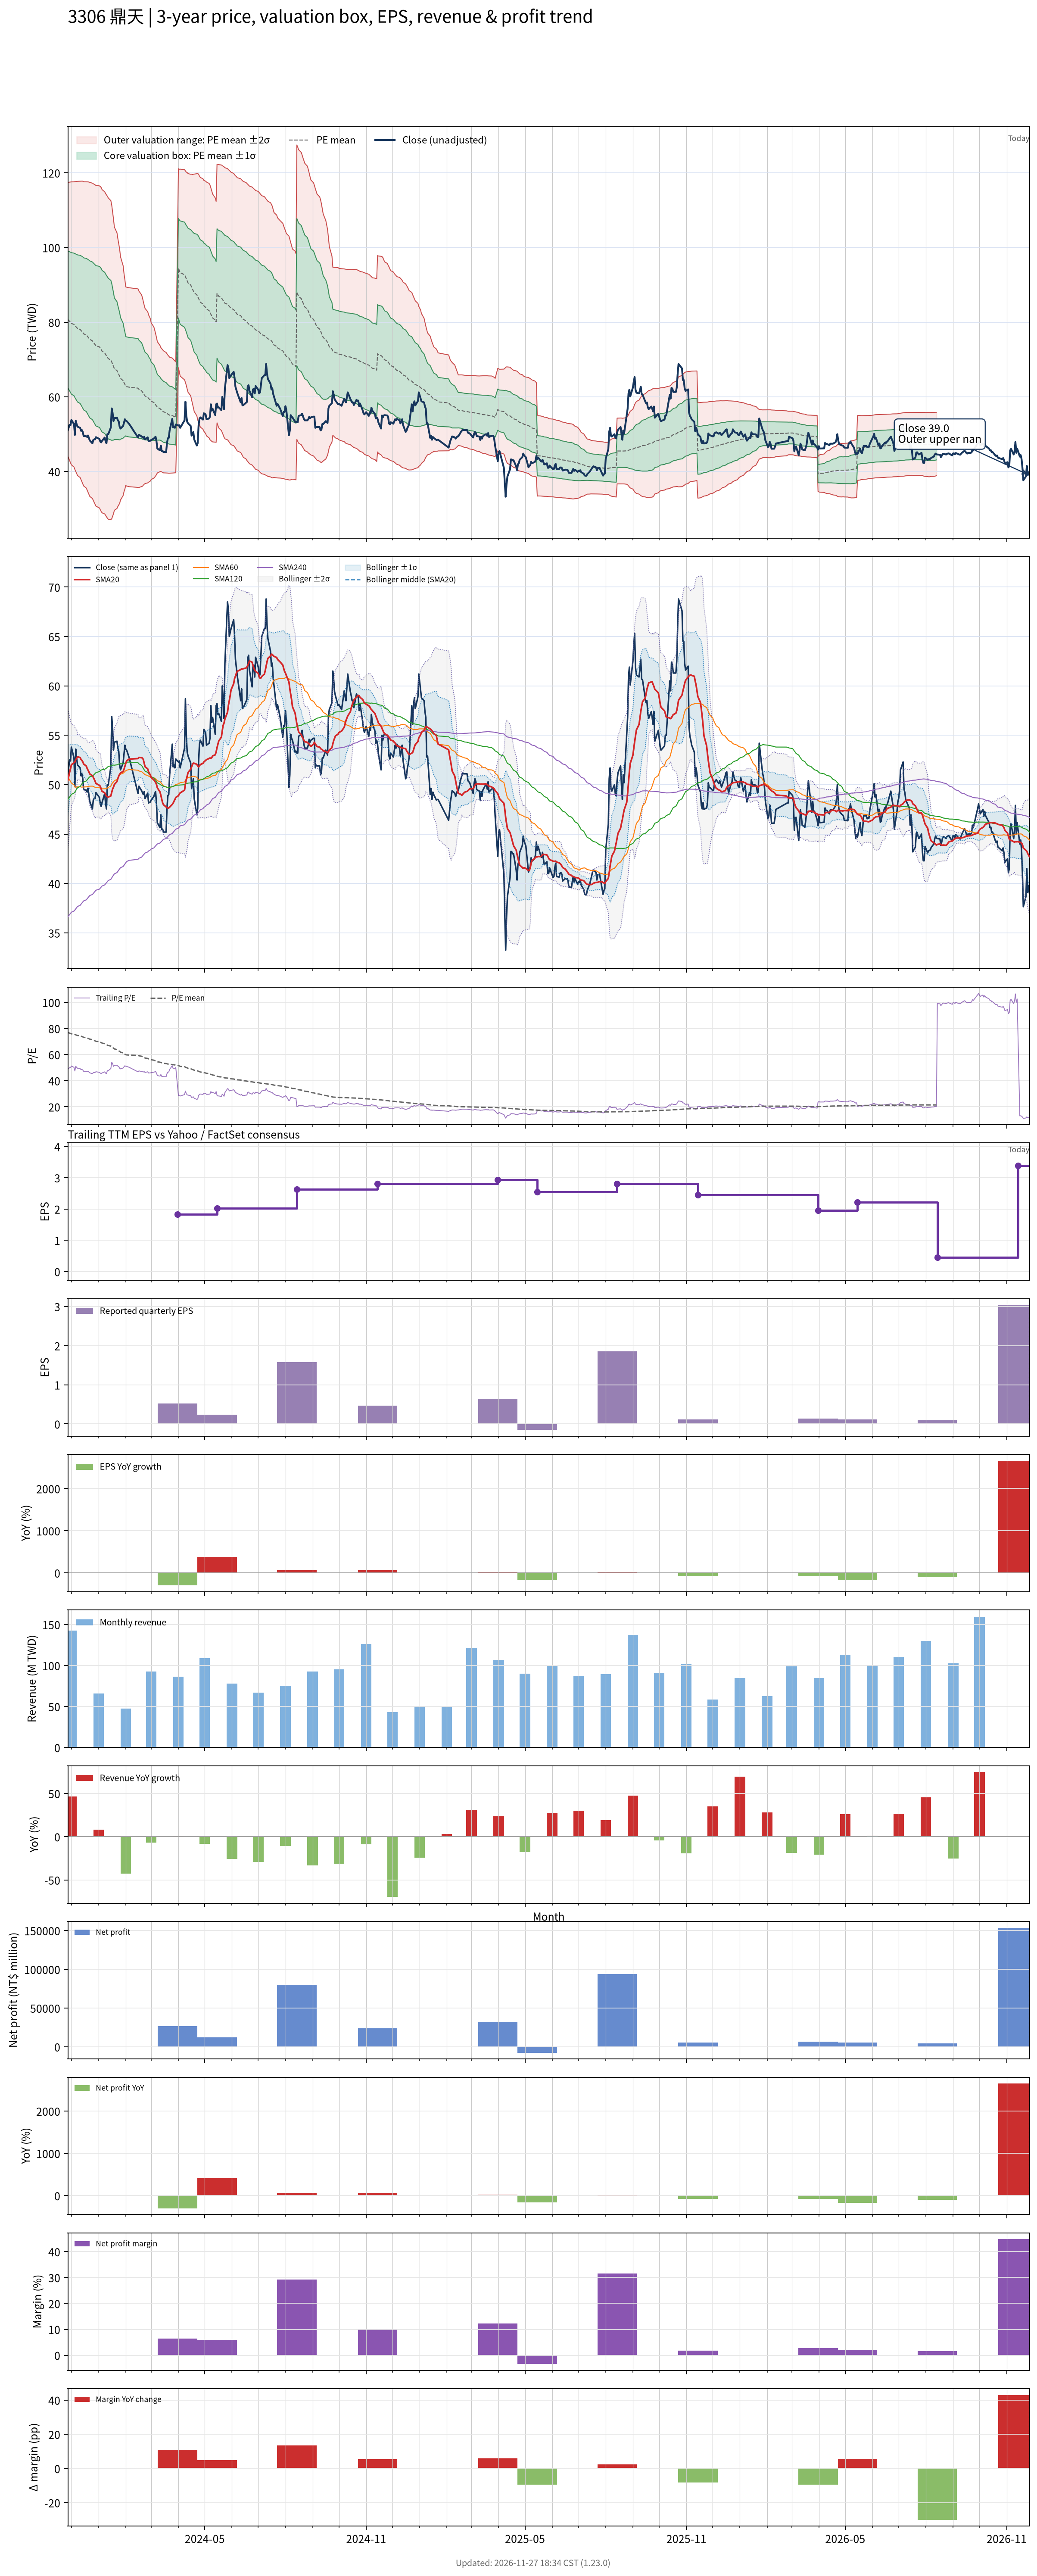 3306 鼎天 | 3-year price, valuation box, EPS, revenue & profit trend
Outer valuation range: PE mean ±2σ
Core valuation box: PE mean ±1σ
PE mean
Close (unadjusted)
Today
Price (TWD)
120
100
80
60
40
Close 39.0
Outer upper nan
Close (same as panel 1)
SMA20
SMA60
SMA120
SMA240
Bollinger ±2σ
Bollinger ±1σ
Bollinger middle (SMA20)
Price
70
65
60
55
50
45
40
35
Trailing P/E
P/E mean
P/E
100
80
60
40
20
Trailing TTM EPS vs Yahoo / FactSet consensus
Today
EPS
4
3
2
1
0
Reported quarterly EPS
EPS
3
2
1
0
EPS YoY growth
YoY (%)
2000
1000
0
Monthly revenue
Revenue (M TWD)
150
100
50
0
Revenue YoY growth
YoY (%)
50
0
-50
Month
Net profit
Net profit (NT$ million)
150000
100000
50000
0
Net profit YoY
YoY (%)
2000
1000
0
Net profit margin
Margin (%)
40
30
20
10
0
Margin YoY change
Δ margin (pp)
40
20
0
-20
2024-05
2024-11
2025-05
2025-11
2026-05
2026-11
Updated: 2026-11-27 18:34 CST (1.23.0)